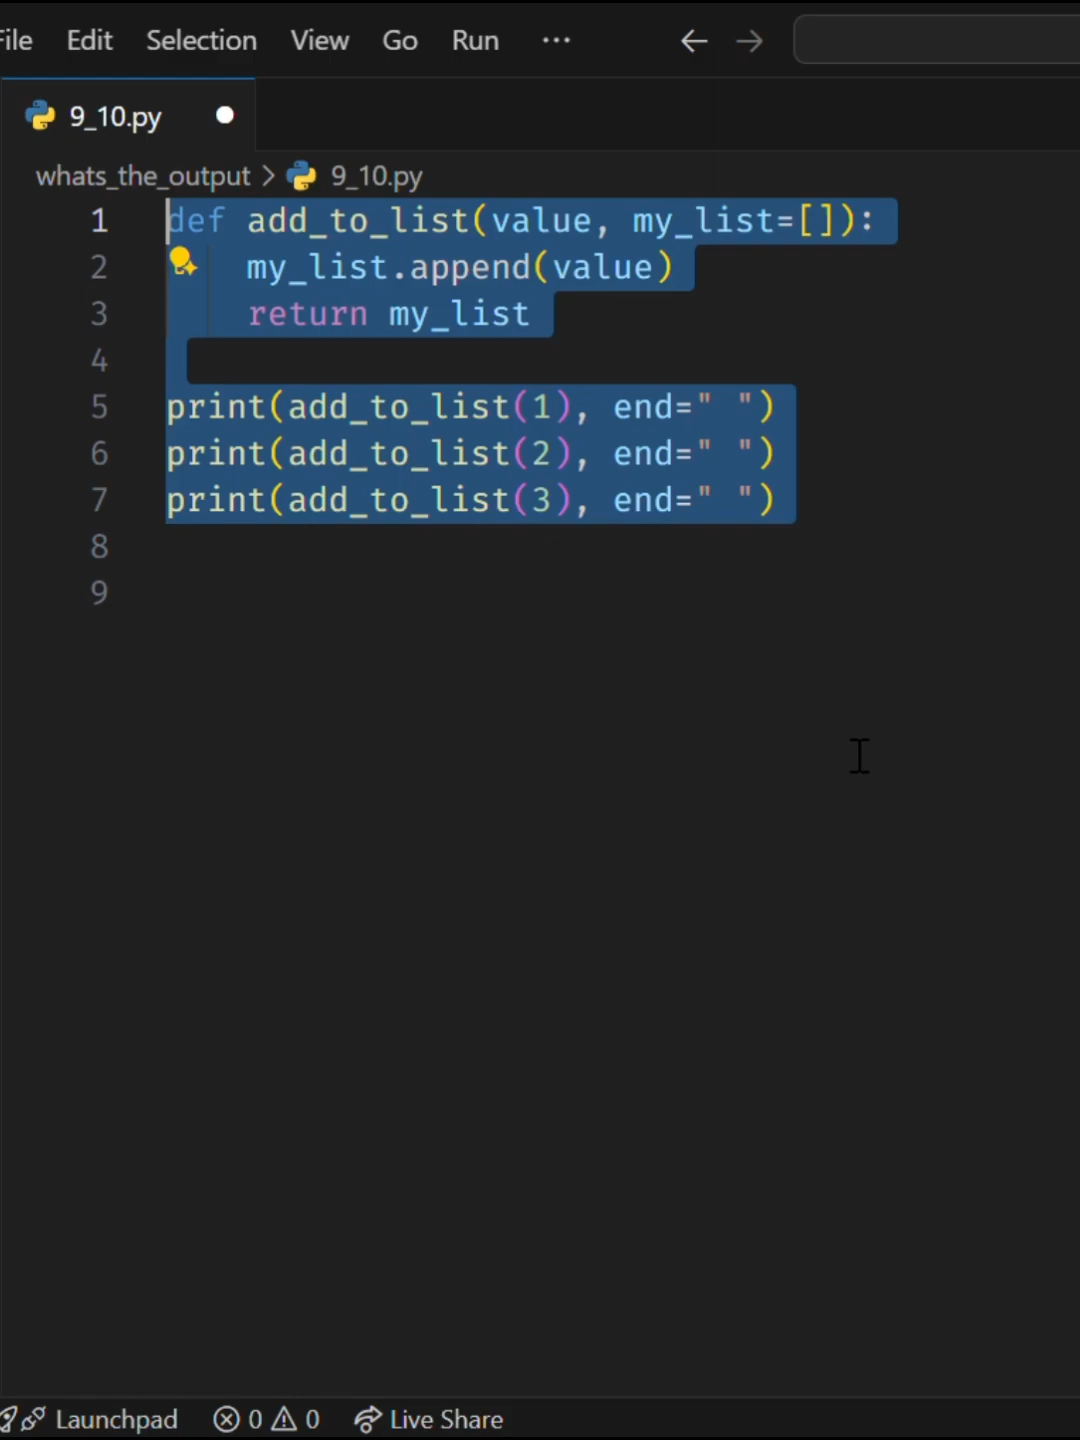 File Edit Selection View Go Run ...
9_10.py
whats_the_output > 9_10.py
1 def add_to_list(value, my_list=[]):
2 my_list.append(value)
3 return my_list
4
5 print(add_to_list(1), end=" ")
6 print(add_to_list(2), end=" ")
7 print(add_to_list(3), end=" ")
8
9
Launchpad 0 0 Live Share